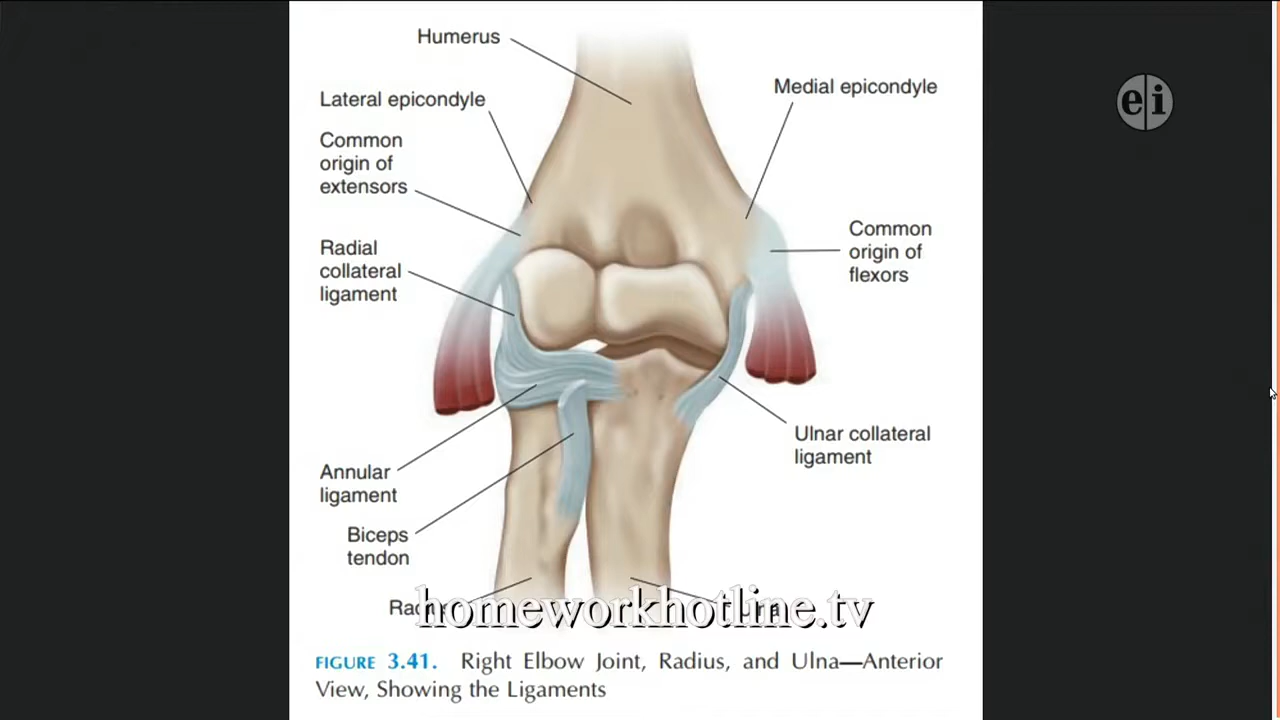 Humerus
Lateral epicondyle
Medial epicondyle
Common
origin of
extensors
Radial
collateral
ligament
Common
origin of
flexors
Ulnar collateral
ligament
Annular
ligament
Biceps
tendon
homeworkhotline.tv
FIGURE 3.41. Right Elbow Joint, Radius, and Ulna—Anterior
View, Showing the Ligaments
ei